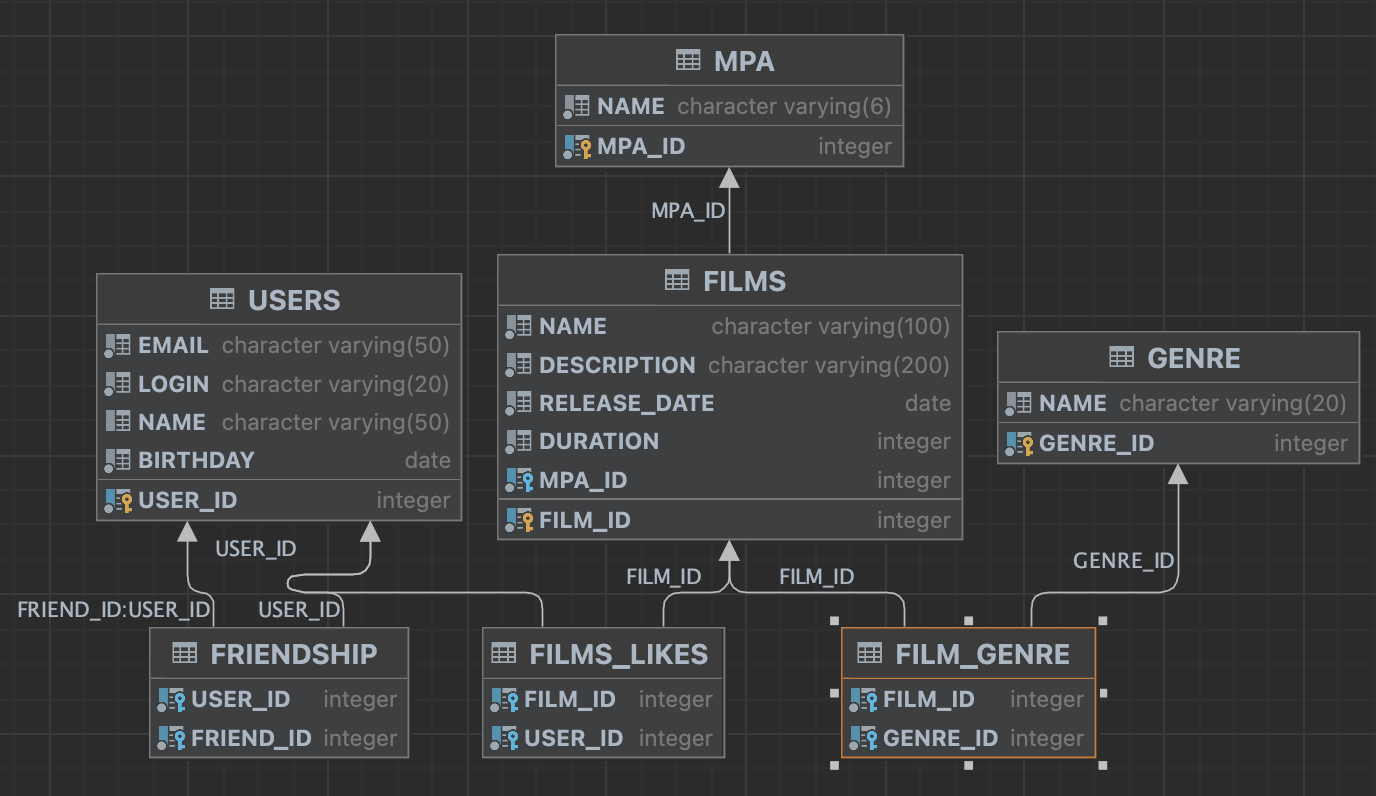 MPA
NAME character varying(6)
MPA_ID integer
MPA_ID
USERS
EMAIL character varying(50)
LOGIN character varying(20)
NAME character varying(50)
BIRTHDAY date
USER_ID integer
FILMS
NAME character varying(100)
DESCRIPTION character varying(200)
RELEASE_DATE date
DURATION integer
MPA_ID integer
FILM_ID integer
GENRE
NAME character varying(20)
GENRE_ID integer
USER_ID
FILM_ID
FILM_ID
GENRE_ID
FRIEND_ID:USER_ID
USER_ID
FRIENDSHIP
USER_ID integer
FRIEND_ID integer
FILMS_LIKES
FILM_ID integer
USER_ID integer
FILM_GENRE
FILM_ID integer
GENRE_ID integer